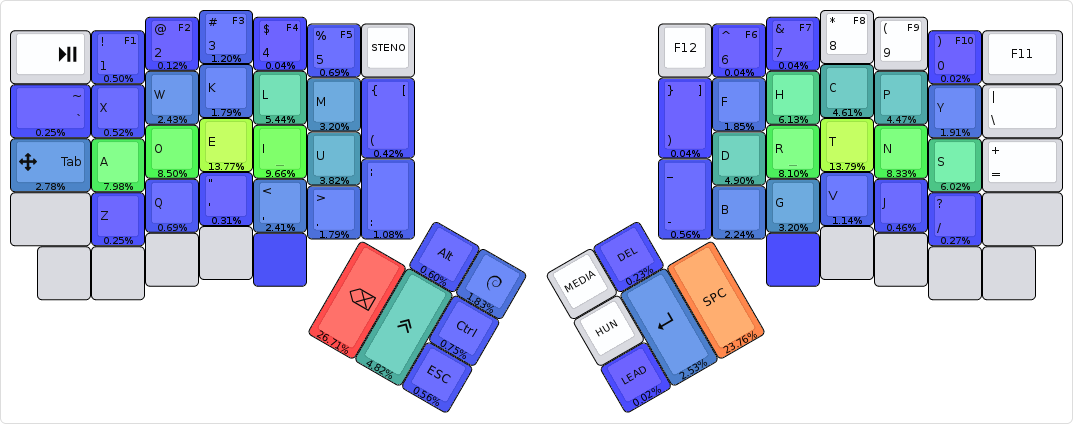 ! F1
1
0.50%
@ F2
2
0.12%
# F3
3
1.20%
$ F4
4
0.04%
% F5
5
0.69%
STENO
~
`
0.25%
X
0.52%
W
2.43%
K
1.79%
L
5.44%
M
3.20%
{ [
(
0.42%
Tab
2.78%
A
7.98%
O
8.50%
E
13.77%
I
_
9.66%
U
3.82%
;
:
1.08%
Z
0.25%
Q
0.69%
"
'
0.31%
<
,
2.41%
>
.
1.79%
Alt
0.60%
1.83%
26.71%
4.82%
Ctrl
0.75%
ESC
0.56%
F12
^ F6
6
0.04%
& F7
7
0.04%
* F8
8
( F9
9
) F10
0
0.02%
F11
} ]
)
0.04%
F
1.85%
H
6.13%
C
4.61%
P
4.47%
Y
1.91%
|
\
D
4.90%
R
_
8.10%
T
13.79%
N
8.33%
S
6.02%
+
=
_
-
0.56%
B
2.24%
G
3.20%
V
1.14%
J
0.46%
?
/
0.27%
MEDIA
DEL
0.23%
HUN
2.53%
SPC
23.76%
LEAD
0.02%